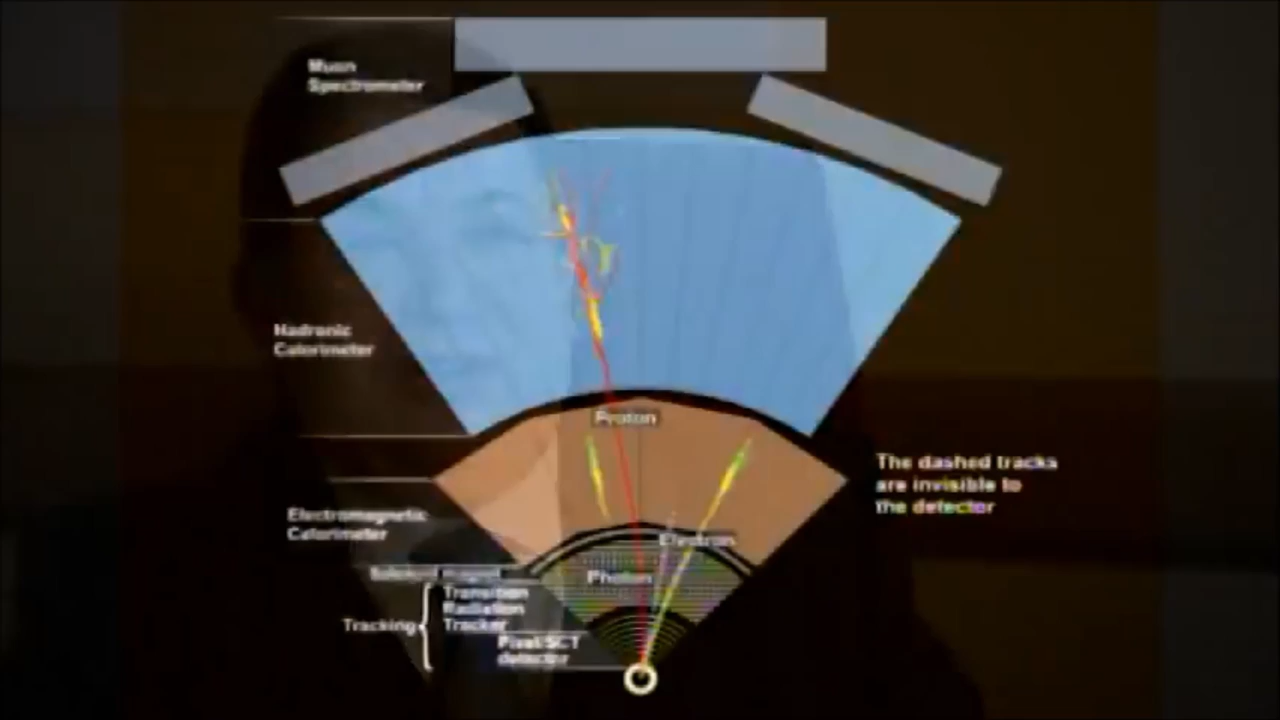 Muon
Spectrometer
Hadronic
Calorimeter
Proton
The dashed tracks
are invisible to
the detector
Electromagnetic
Calorimeter
Electron
Photon
Transition
Radiation
Tracker
Tracking
Pixel/SCT
detector